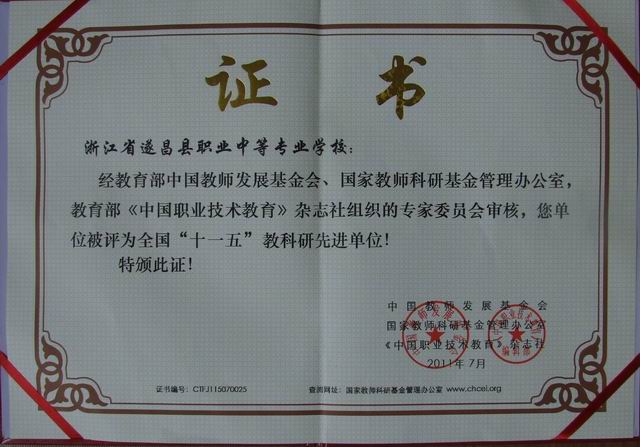 证书
浙江省遂昌县职业中等专业学校：
经教育部中国教师发展基金会、国家教师科研基金管理办公室，
教育部《中国职业技术教育》杂志社组织的专家委员会审核，您单
位被评为全国“十一五”教科研先进单位！
特颁此证！
中国教师发展基金会
国家教师科研基金管理办公室
《中国职业技术教育》杂志社
2011年7月
证书编号：CTFJ115070025 查询网址：国家教师科研基金管理办公室 www.chcei.org